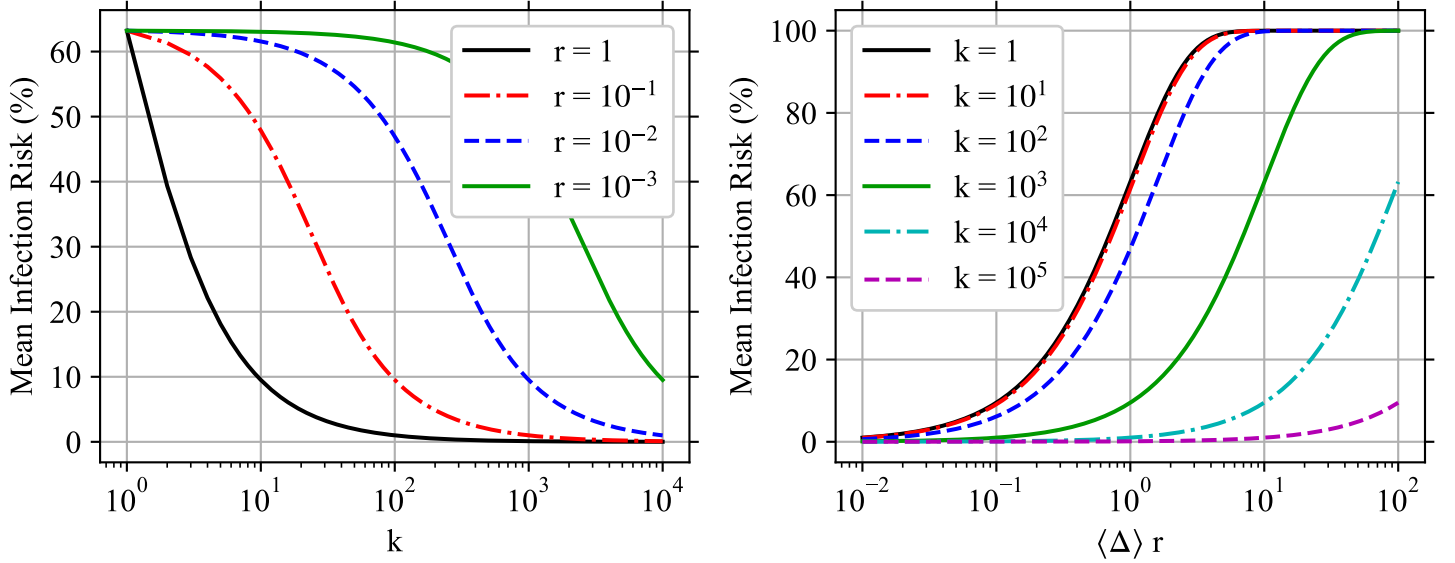 Mean Infection Risk (%)
60
50
40
30
20
10
0
r = 1
r = 10⁻¹
r = 10⁻²
r = 10⁻³
10⁰ 10¹ 10² 10³ 10⁴
k
Mean Infection Risk (%)
100
80
60
40
20
0
k = 1
k = 10¹
k = 10²
k = 10³
k = 10⁴
k = 10⁵
10⁻² 10⁻¹ 10⁰ 10¹ 10²
⟨Δ⟩ r